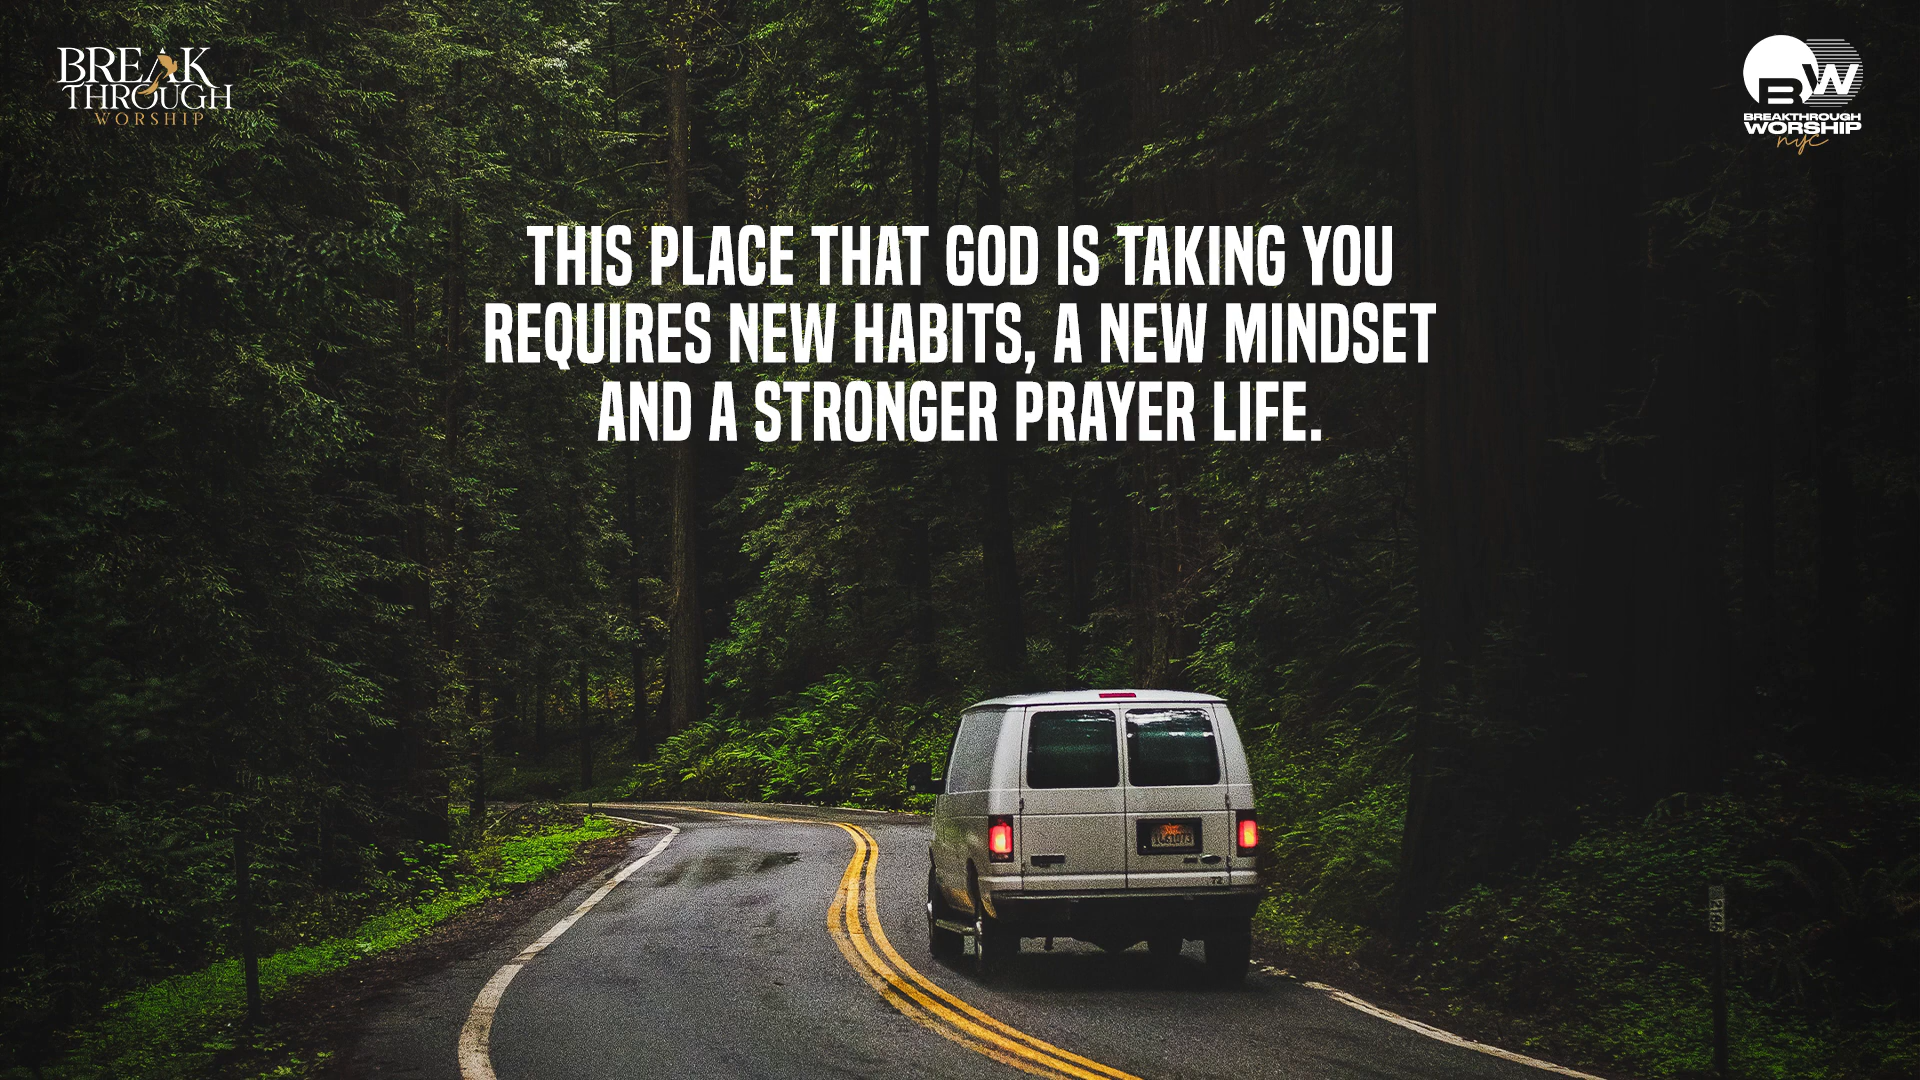 BREAK
THROUGH
WORSHIP
BW
BREAKTHROUGH
WORSHIP
nyc
THIS PLACE THAT GOD IS TAKING YOU
REQUIRES NEW HABITS, A NEW MINDSET
AND A STRONGER PRAYER LIFE.